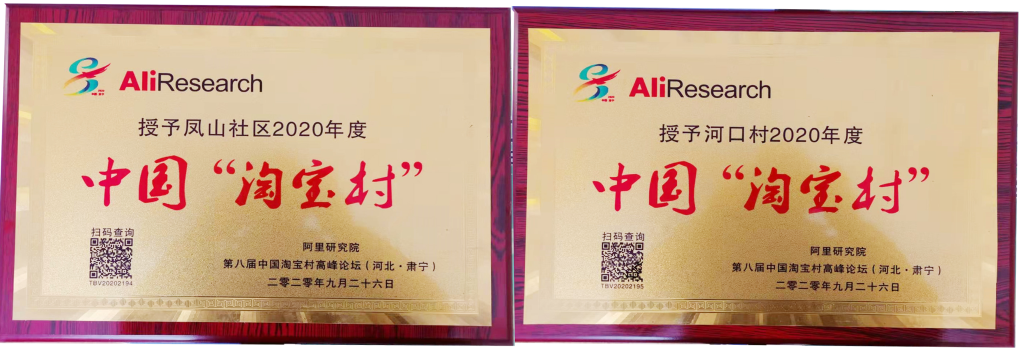 AliResearch
授予凤山社区2020年度
中国“淘宝村”
扫码查询
TBV20202194
阿里研究院
第八届中国淘宝村高峰论坛（河北·肃宁）
二零二零年九月二十六日
AliResearch
授予河口村2020年度
中国“淘宝村”
扫码查询
TBV20202195
阿里研究院
第八届中国淘宝村高峰论坛（河北·肃宁）
二零二零年九月二十六日